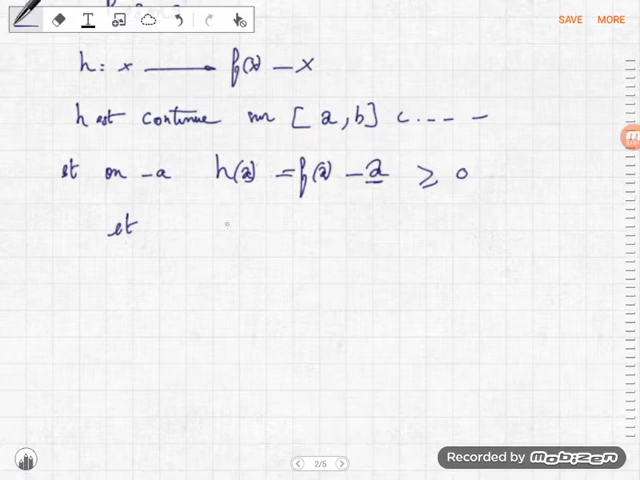 SAVE MORE
h : x ⟶ f(x) − x
h est continue sur [a, b] c....−
et on −a h(a) = f(a) − a ≥ 0
et
2/5
Recorded by mobizen